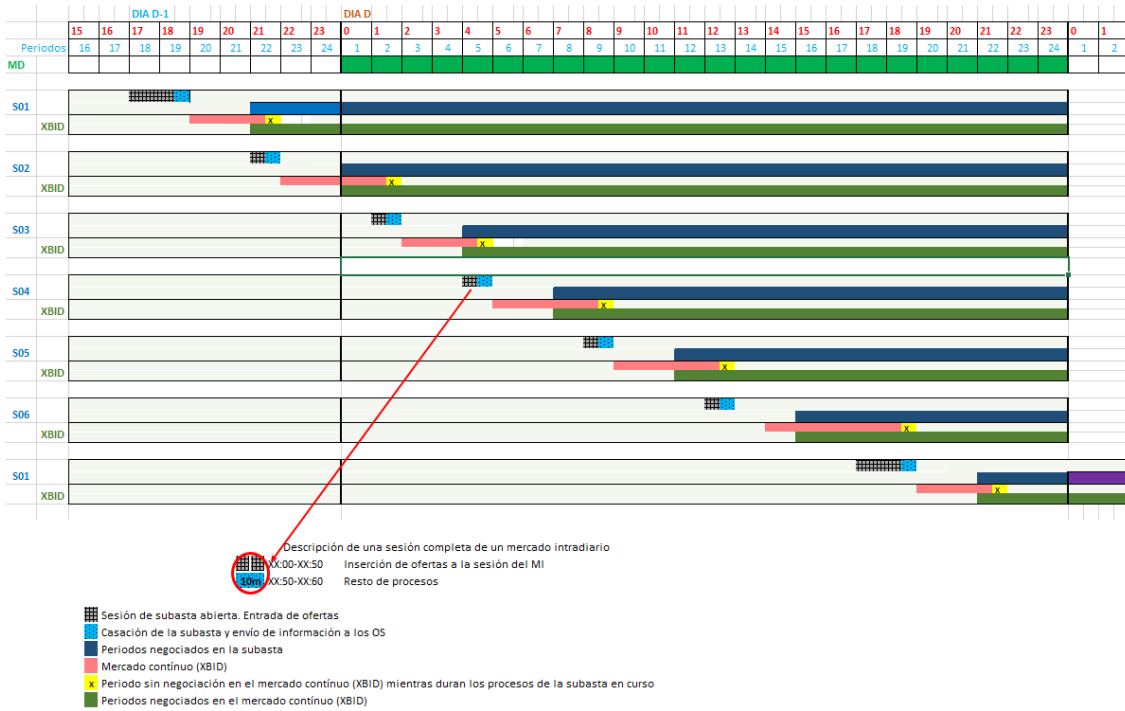 DIA D-1 DIA D
15 16 17 18 19 20 21 22 23 0 1 2 3 4 5 6 7 8 9 10 11 12 13 14 15 16 17 18 19 20 21 22 23 0 1
Periodos 16 17 18 19 20 21 22 23 24 1 2 3 4 5 6 7 8 9 10 11 12 13 14 15 16 17 18 19 20 21 22 23 24 1 2
MD
S01
x
XBID
S02
x
XBID
S03
x
XBID
S04
x
XBID
S05
x
XBID
S06
x
XBID
S01
x
XBID
Descripción de una sesión completa de un mercado intradiario
XX:00-XX:50 Inserción de ofertas a la sesión del MI
10m XX:50-XX:60 Resto de procesos
Sesión de subasta abierta. Entrada de ofertas
Casación de la subasta y envío de información a los OS
Periodos negociados en la subasta
Mercado contínuo (XBID)
x Periodo sin negociación en el mercado contínuo (XBID) mientras duran los procesos de la subasta en curso
Periodos negociados en el mercado contínuo (XBID)